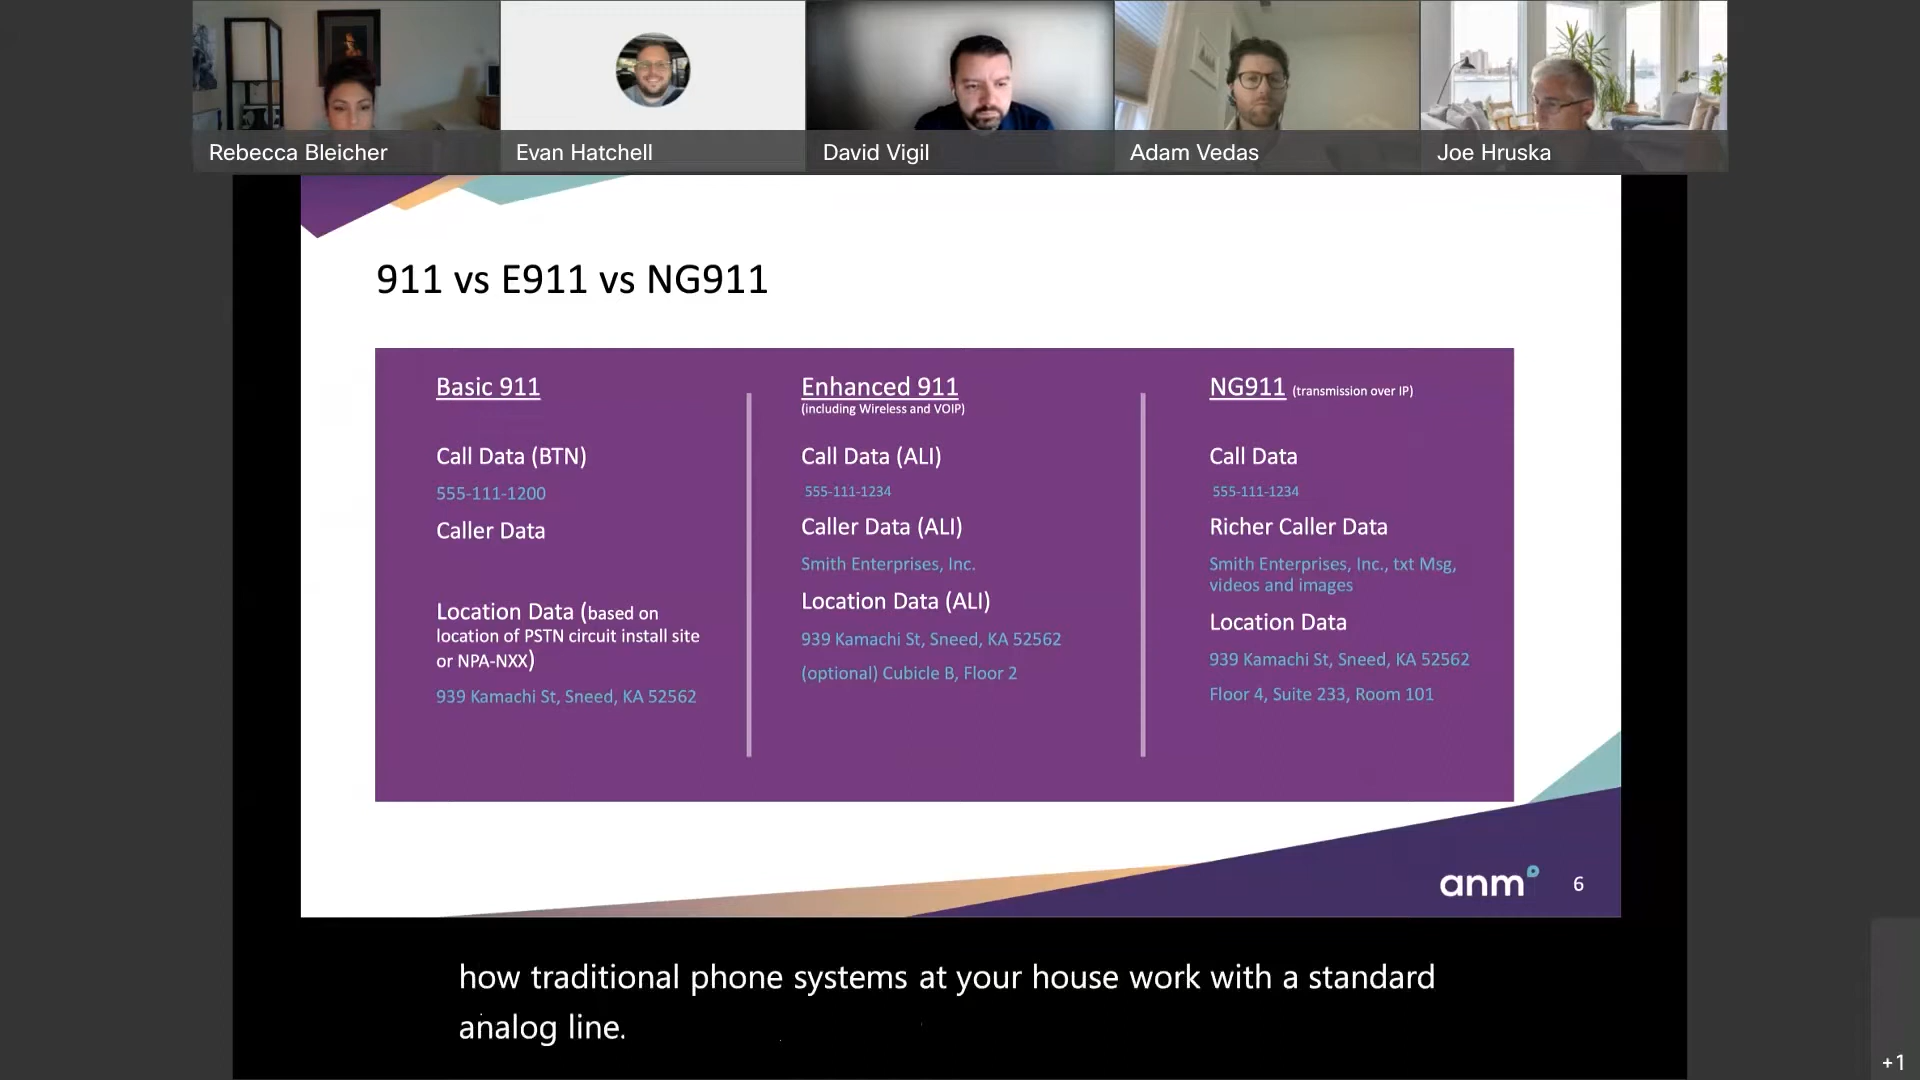 Rebecca Bleicher
Evan Hatchell
David Vigil
Adam Vedas
Joe Hruska
911 vs E911 vs NG911
Basic 911
Call Data (BTN)
555-111-1200
Caller Data
Location Data (based on
location of PSTN circuit install site
or NPA-NXX)
939 Kamachi St, Sneed, KA 52562
Enhanced 911
(including Wireless and VOIP)
Call Data (ALI)
555-111-1234
Caller Data (ALI)
Smith Enterprises, Inc.
Location Data (ALI)
939 Kamachi St, Sneed, KA 52562
(optional) Cubicle B, Floor 2
NG911 (transmission over IP)
Call Data
555-111-1234
Richer Caller Data
Smith Enterprises, Inc., txt Msg,
videos and images
Location Data
939 Kamachi St, Sneed, KA 52562
Floor 4, Suite 233, Room 101
anm
6
how traditional phone systems at your house work with a standard
analog line.
+1